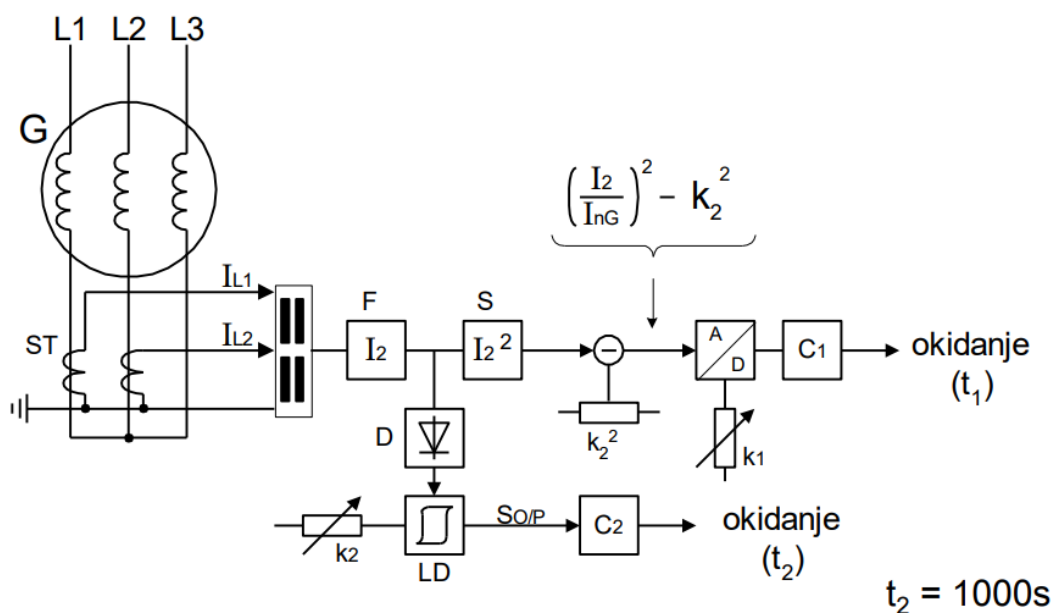 L1 L2 L3
G
(I2/InG)² – k2²
IL1
F
S
ST
IL2
I2
I2²
–
A
D
C1
okidanje
(t1)
D
k2²
k1
k2
LD
SO/P
C2
okidanje
(t2)
t2 = 1000s